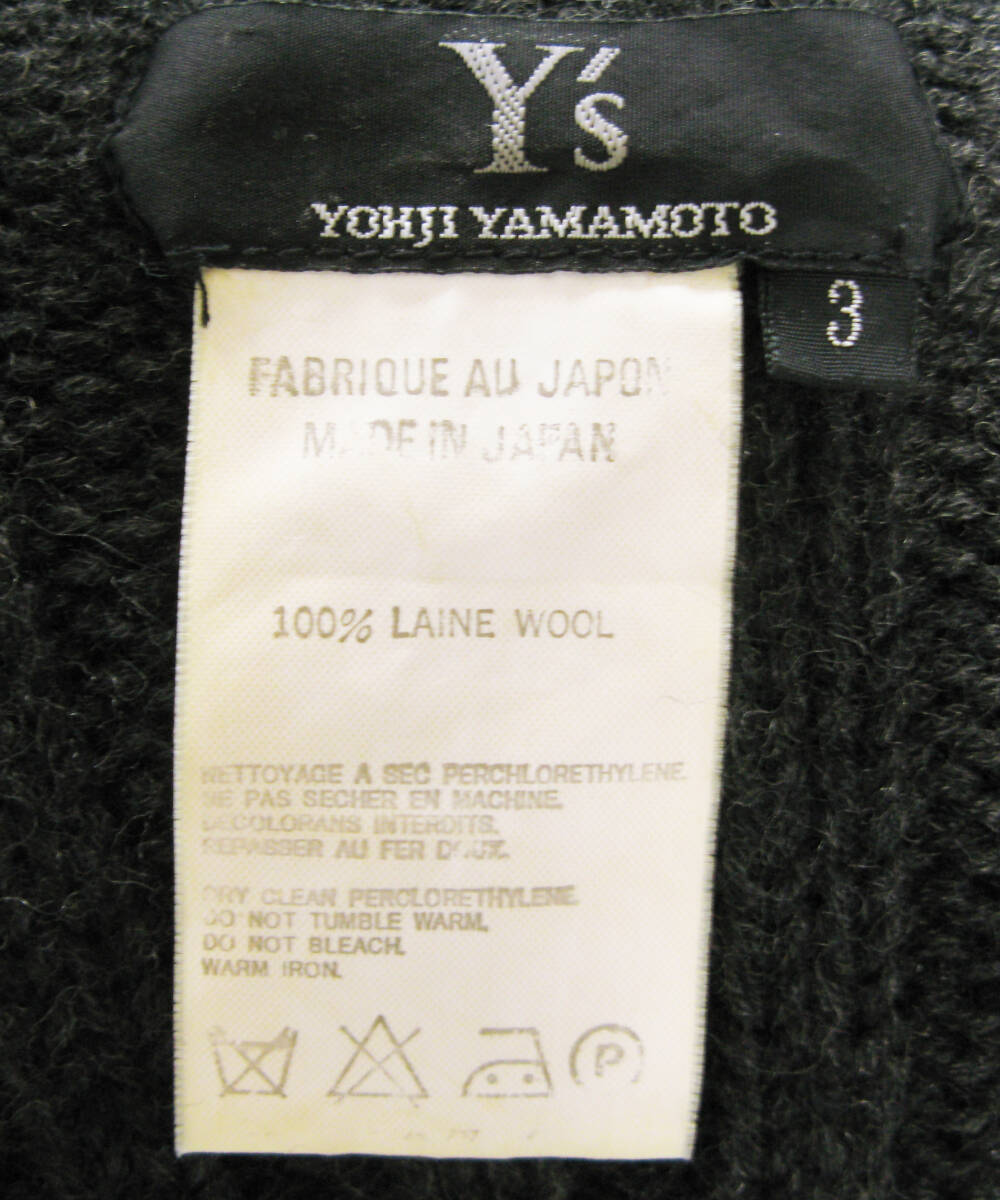 Y's
YOHJI YAMAMOTO
3
FABRIQUE AU JAPON
MADE IN JAPAN
100% LAINE WOOL
NETTOYAGE A SEC PERCHLORETHYLENE.
NE PAS SECHER EN MACHINE.
DECOLORANS INTERDITS.
REPASSER AU FER DOUX.
DRY CLEAN PERCLORETHYLENE.
DO NOT TUMBLE WARM.
DO NOT BLEACH.
WARM IRON.
P